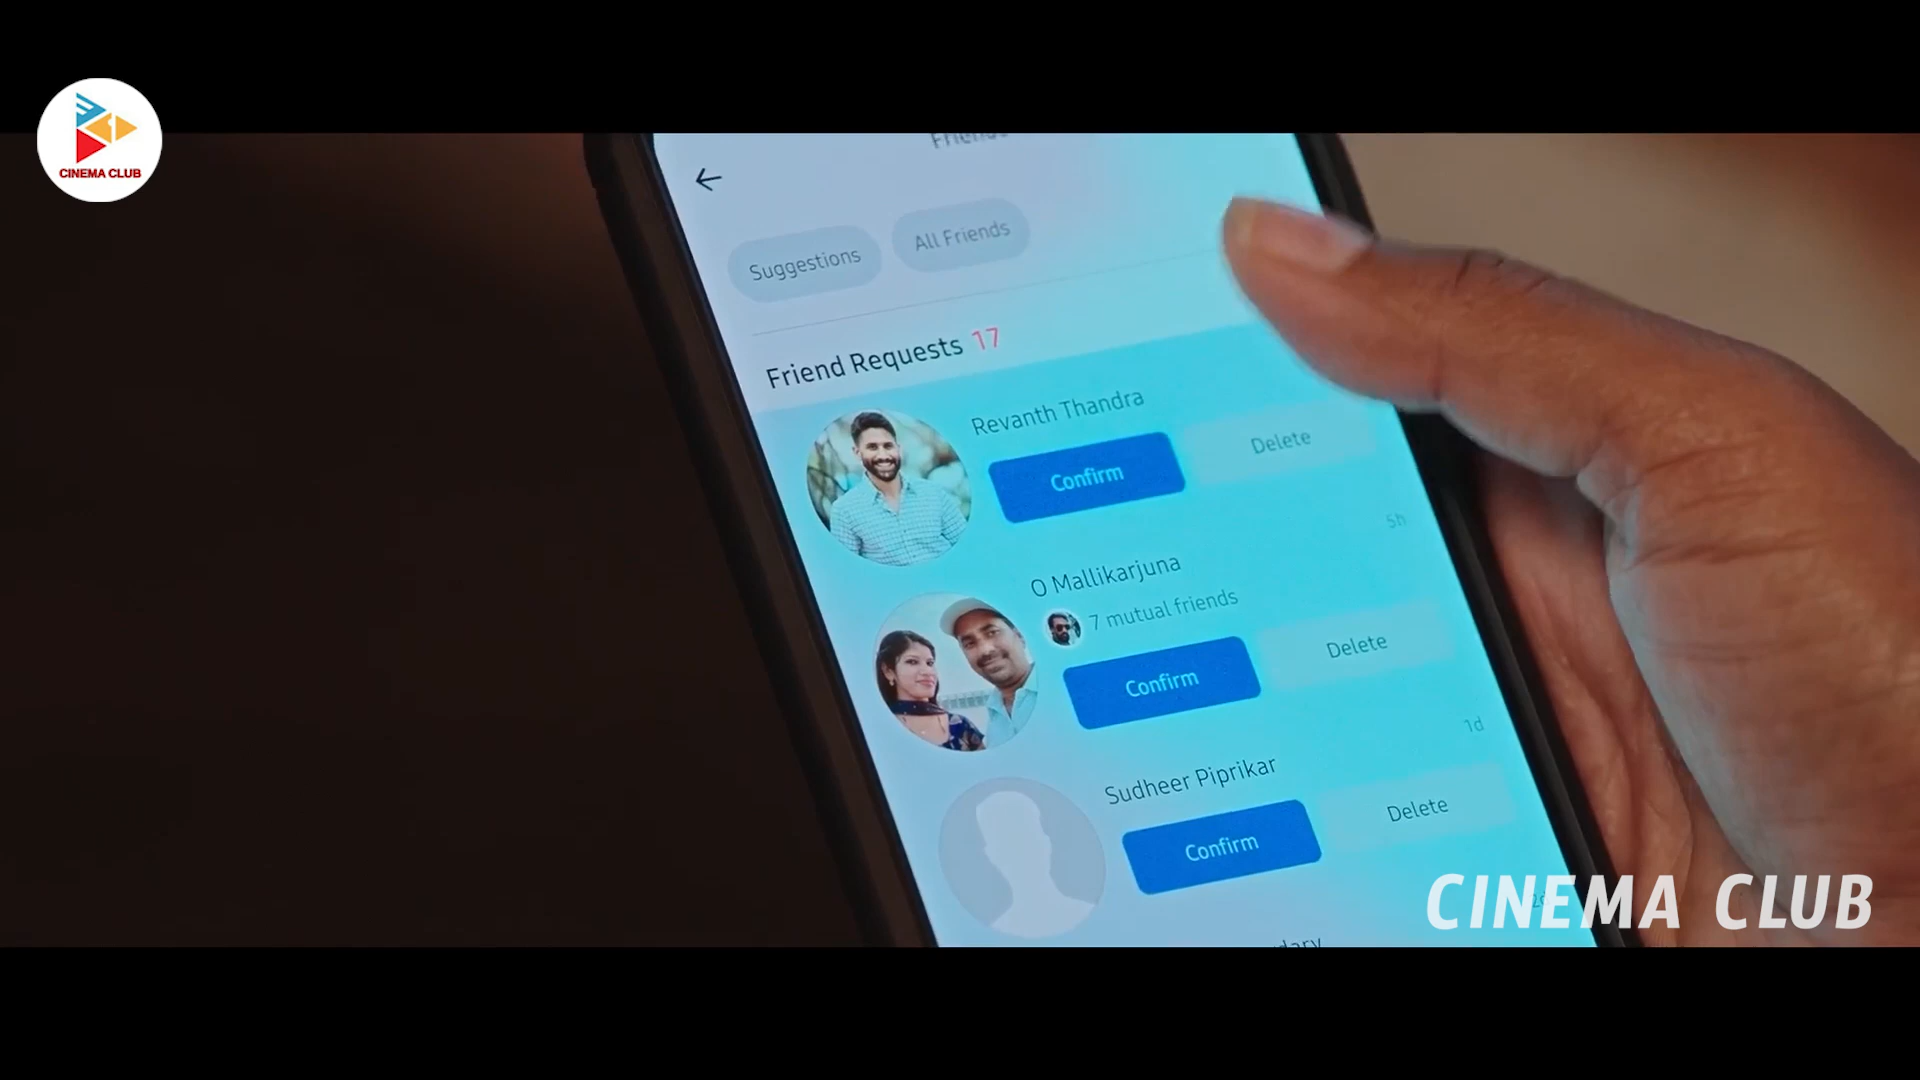 CINEMA CLUB
Friends
Suggestions
All Friends
Friend Requests 17
Revanth Thandra
Confirm
Delete
5h
O Mallikarjuna
7 mutual friends
Confirm
Delete
1d
Sudheer Piprikar
Confirm
Delete
CINEMA CLUB